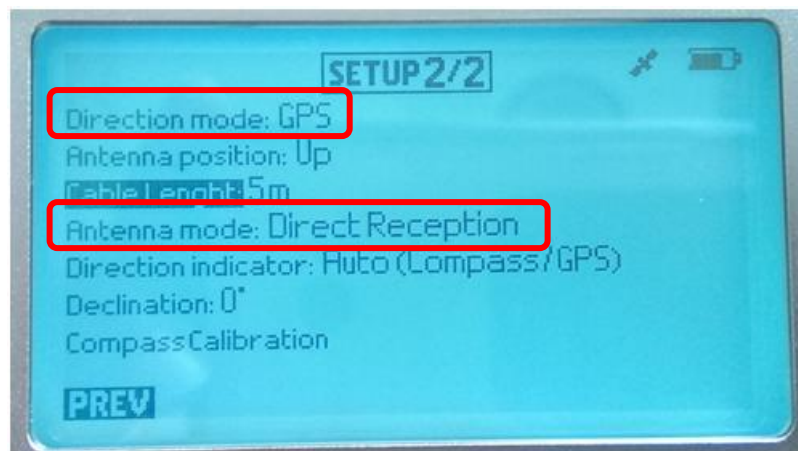 SETUP 2/2
Direction mode: GPS
Antenna position: Up
Cable Lenght: 5m
Antenna mode: Direct Reception
Direction indicator: Auto (Compass/GPS)
Declination: 0°
Compass Calibration
PREV